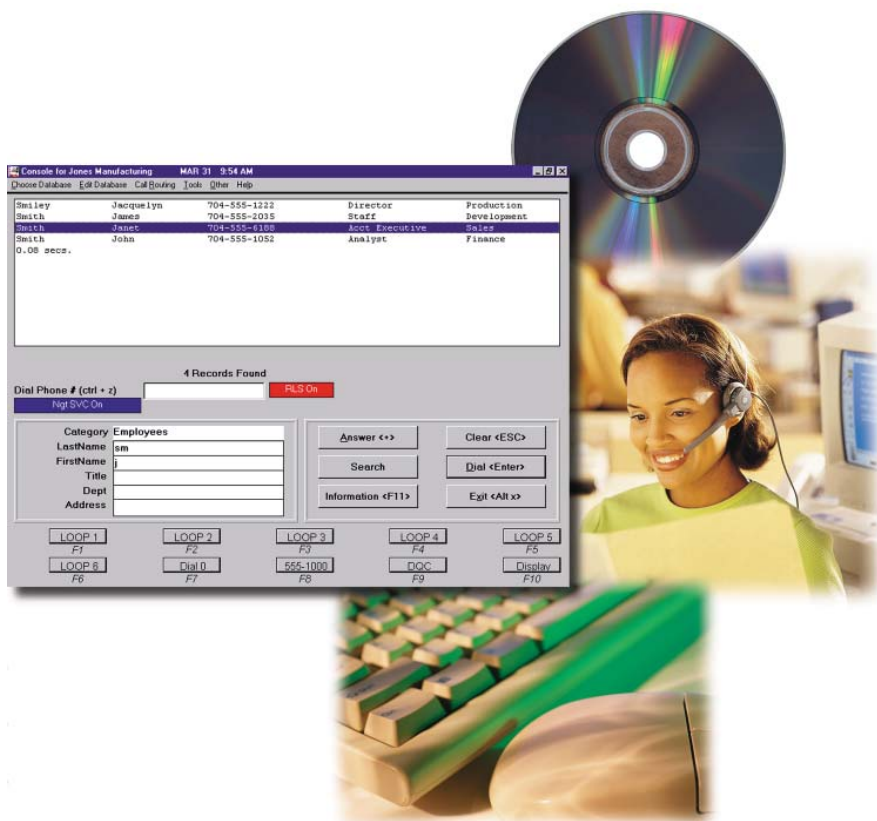 Console for Jones Manufacturing MAR 31 9:54 AM
Choose Database Edit Database Call Routing Tools Other Help
Smiley Jacquelyn 704-555-1222 Director Production
Smith James 704-555-2035 Staff Development
Smith Janet 704-555-6188 Acct Executive Sales
Smith John 704-555-1052 Analyst Finance
0.08 secs.
4 Records Found
Dial Phone # (ctrl + z) RLS On
Ngt SVC On
Category Employees
LastName sm
FirstName j
Title
Dept
Address
Answer <+> Clear <ESC>
Search Dial <Enter>
Information <F11> Exit <Alt x>
LOOP 1 LOOP 2 LOOP 3 LOOP 4 LOOP 5
F1 F2 F3 F4 F5
LOOP 6 Dial 0 555-1000 DQC Display
F6 F7 F8 F9 F10